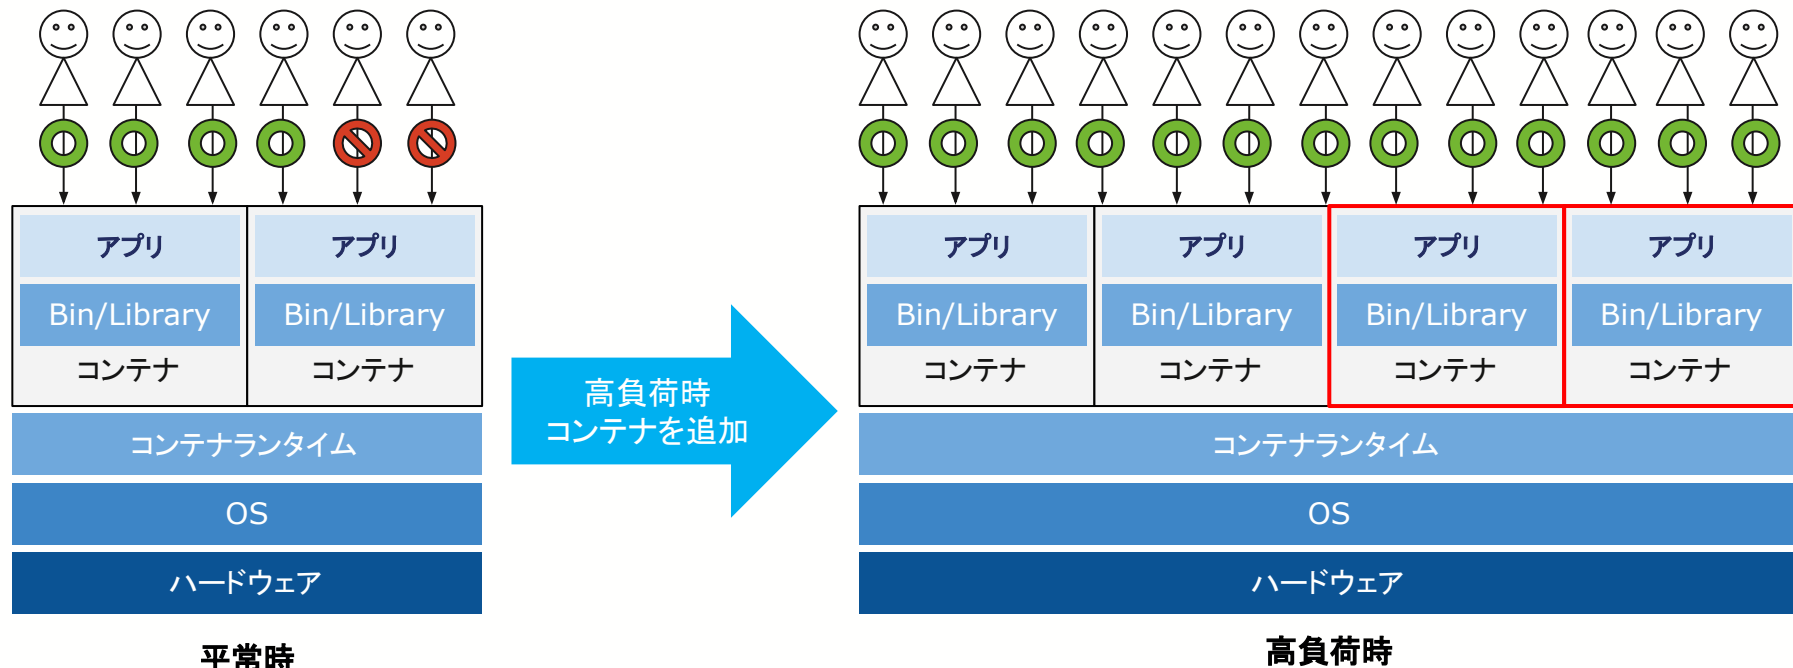 アプリ
アプリ
Bin/Library
Bin/Library
コンテナ
コンテナ
コンテナランタイム
OS
ハードウェア
平常時
高負荷時
コンテナを追加
アプリ
アプリ
アプリ
アプリ
Bin/Library
Bin/Library
Bin/Library
Bin/Library
コンテナ
コンテナ
コンテナ
コンテナ
コンテナランタイム
OS
ハードウェア
高負荷時